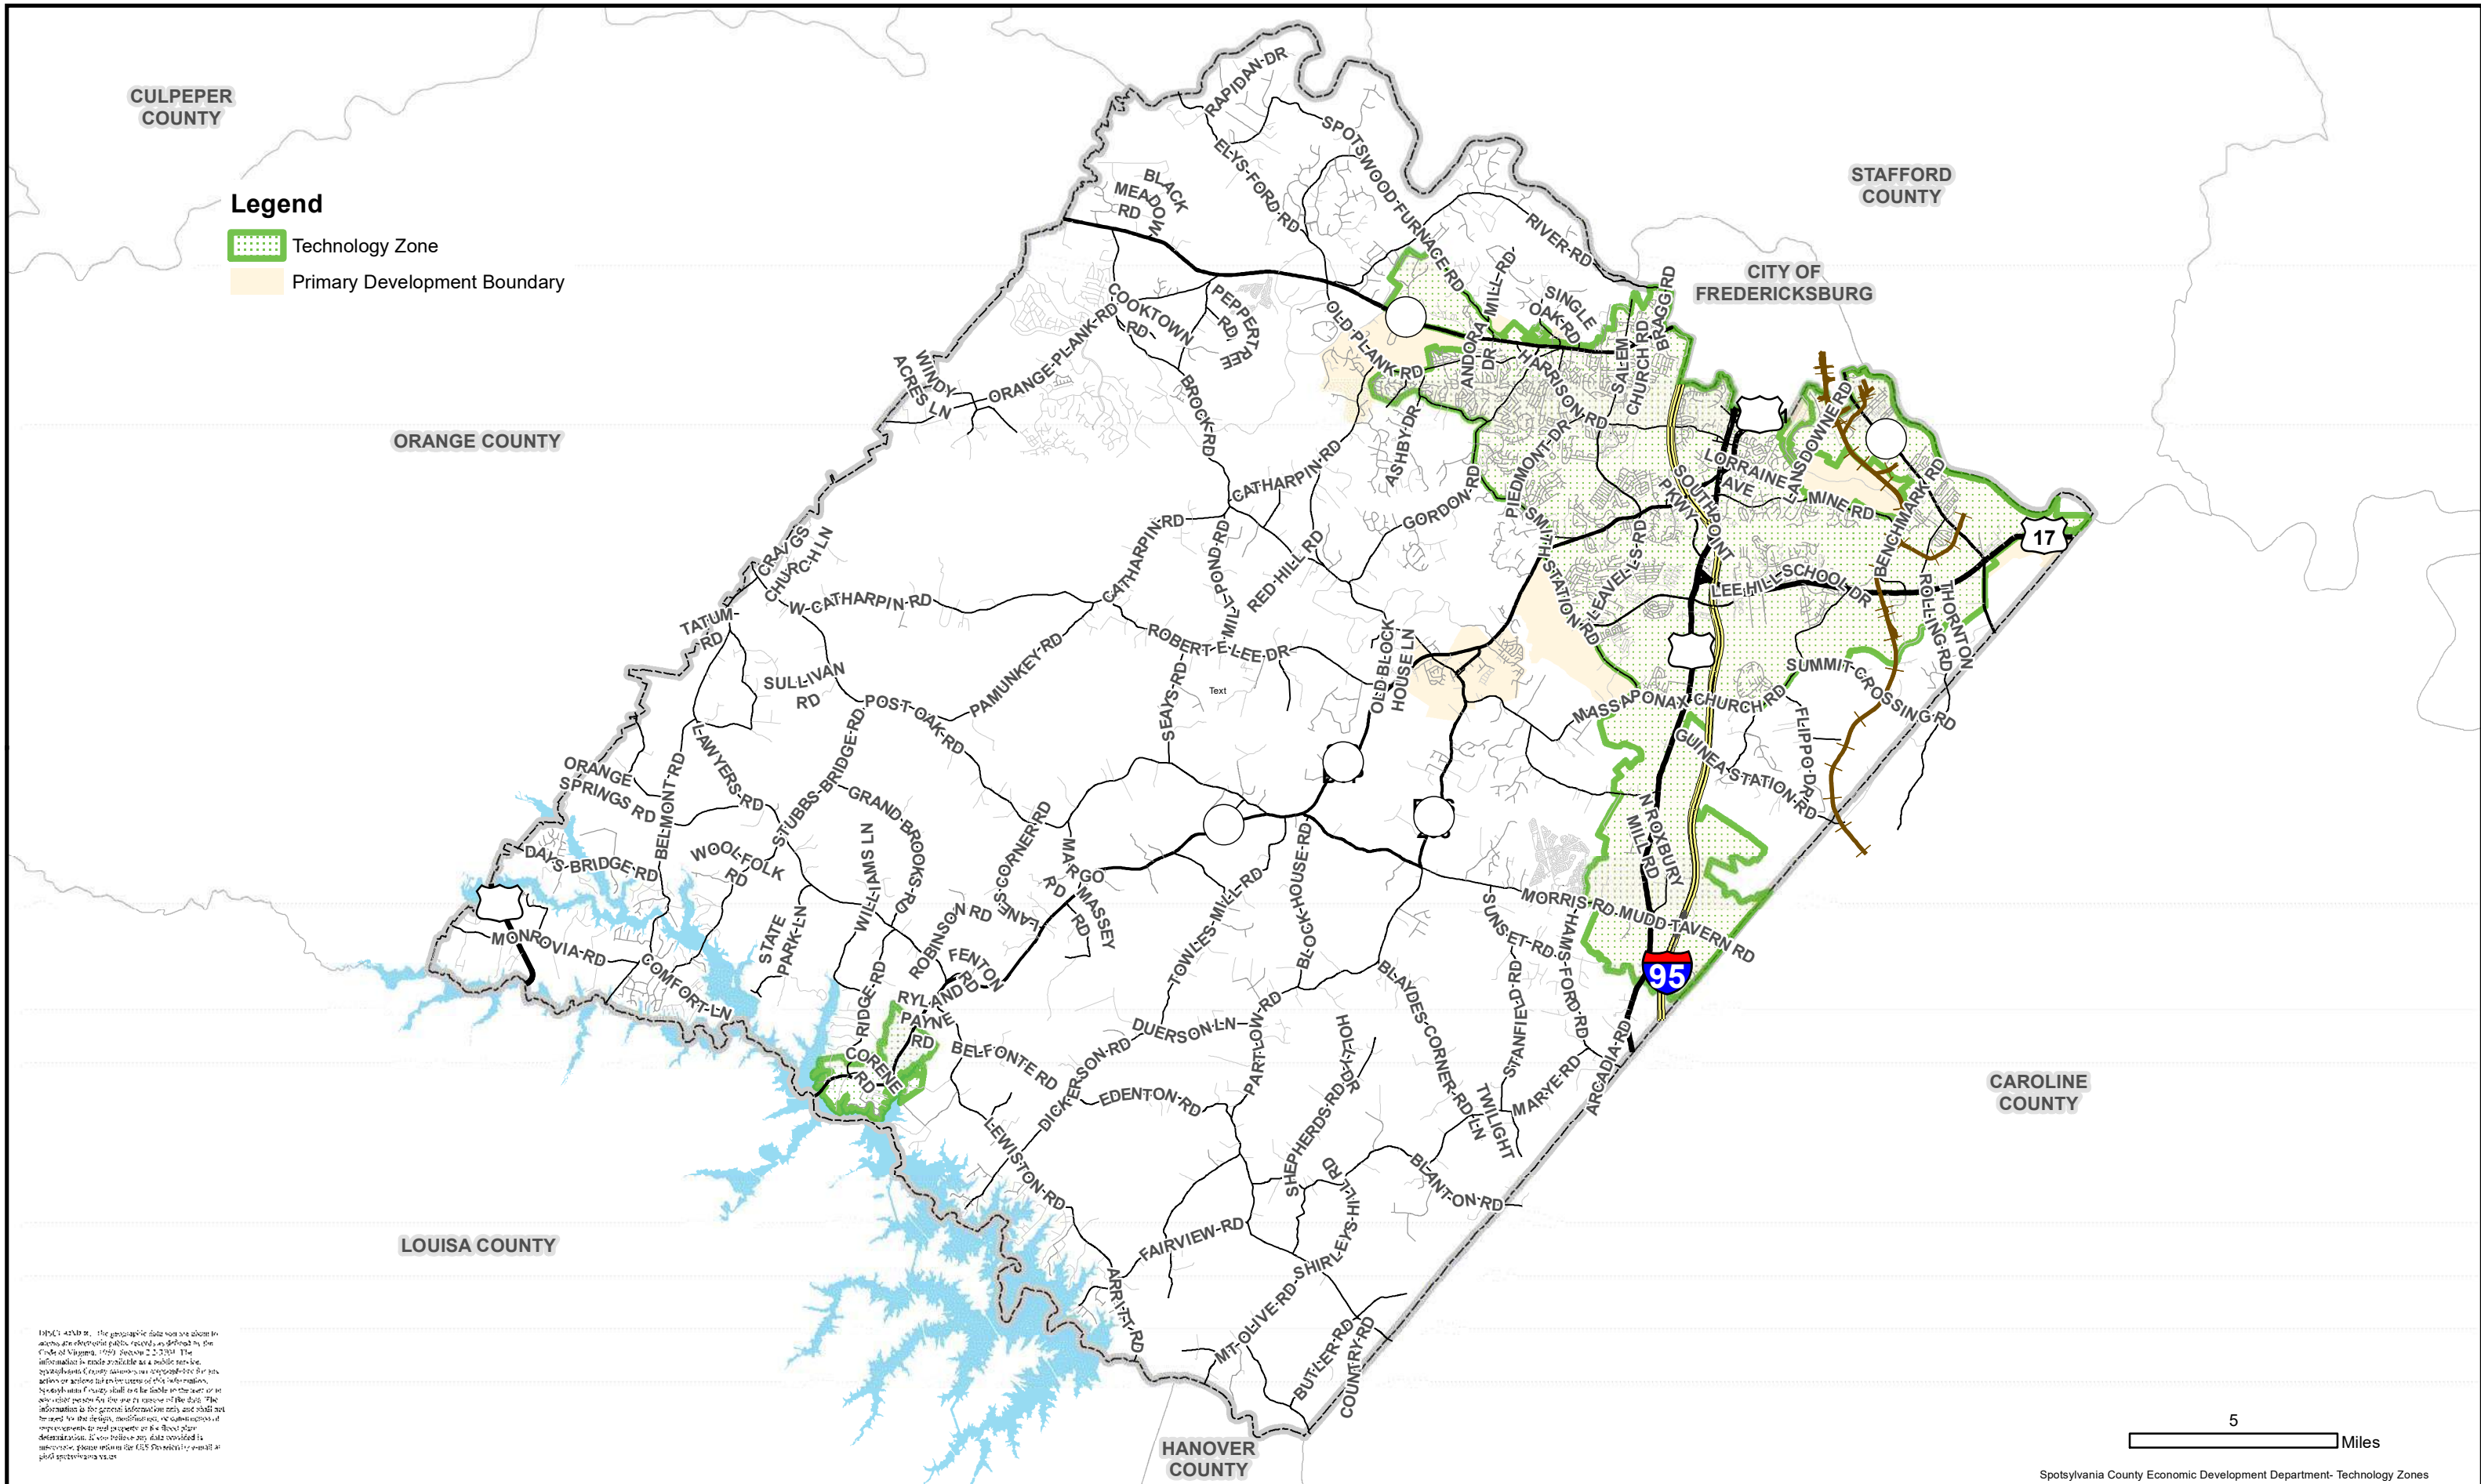 CULPEPER
COUNTY
STAFFORD
COUNTY
CITY OF
FREDERICKSBURG
ORANGE COUNTY
LOUISA COUNTY
CAROLINE
COUNTY
HANOVER
COUNTY
Legend
Technology Zone
Primary Development Boundary
RAPIDAN DR
ELYS FORD RD
SPOTSWOOD FURNACE RD
BLACK
MEADOW
RD
RIVER RD
COOKTOWN
RD
PEPPERTREE
RD
ORANGE PLANK RD
WINDY
ACRES LN
OLD PLANK RD
ANDORA
DR
MILL RD
SINGLE
OAK RD
HARRISON RD
SALEM
CHURCH RD
BRAGG RD
BROCK RD
ASHBY DR
CATHARPIN RD
GORDON RD
PIEDMONT DR
SMITH STATION RD
SOUTHPOINT
PKWY
LORRAINE
AVE
LANSDOWNE RD
MINE RD
BENCHMARK RD
17
LEE HILL SCHOOL DR
LEAVELLS RD
ROLLING RD
THORNTON
SUMMIT CROSSING RD
MASSAPONAX CHURCH RD
FLIPPO DR
GUINEA STATION RD
CRAIGS
CHURCH LN
W CATHARPIN RD
CATHARPIN RD
MILL POND RD
RED HILL RD
TATUM
RD
PAMUNKEY RD
ROBERT E LEE DR
OLD BLOCK
HOUSE LN
SULLIVAN
RD
POST OAK RD
SEAYS RD
Text
LAWYERS RD
STUBBS BRIDGE RD
ORANGE
SPRINGS RD
BELMONT RD
GRAND BROOKS RD
WILLIAMS LN
S CORNER RD
LANES
MARGO
RD
MASSEY
RD
DAYS BRIDGE RD
WOOLFOLK
RD
STATE
PARK LN
ROBINSON RD
FENTON
RD
TOWLES MILL RD
BLOCK HOUSE RD
N ROXBURY
MILL RD
MORRIS RD
MUDD TAVERN RD
SUNSET RD
HAMS FORD RD
STANFIELD RD
95
MONROVIA RD
COMFORT LN
RIDGE RD
RYLAND
PAYNE
RD
CORENE
RD
BELFONTE RD
DUERSON LN
DICKERSON RD
PARTLOW RD
HOLLY DR
BLAYDES CORNER RD
LN
TWILIGHT
MARYE RD
ARCADIA RD
EDENTON RD
SHEPHERDS RD
LEWISTON RD
HILL RD
BLANTON RD
FAIRVIEW RD
SHIRLEYS HILL
ARRITT RD
MT OLIVE RD
BUTLER RD
COUNTRY RD
5
Miles
Spotsylvania County Economic Development Department- Technology Zones